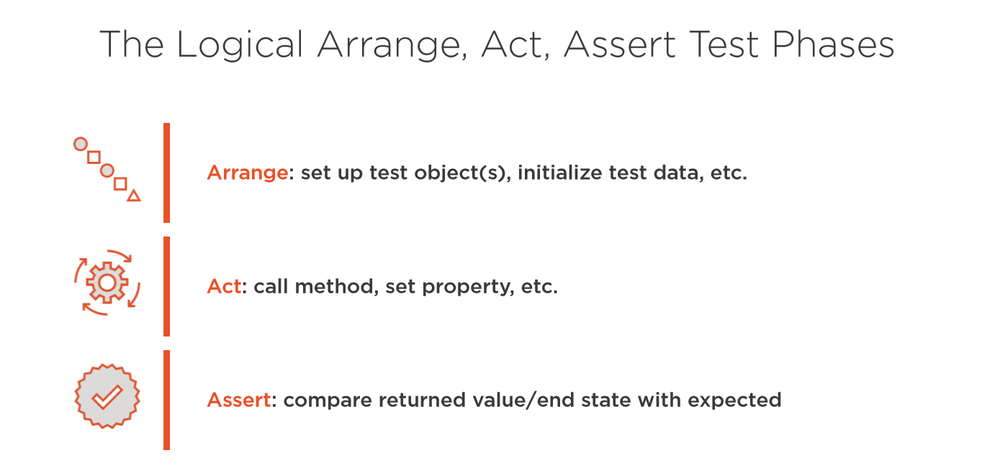 The Logical Arrange, Act, Assert Test Phases
Arrange: set up test object(s), initialize test data, etc.
Act: call method, set property, etc.
Assert: compare returned value/end state with expected